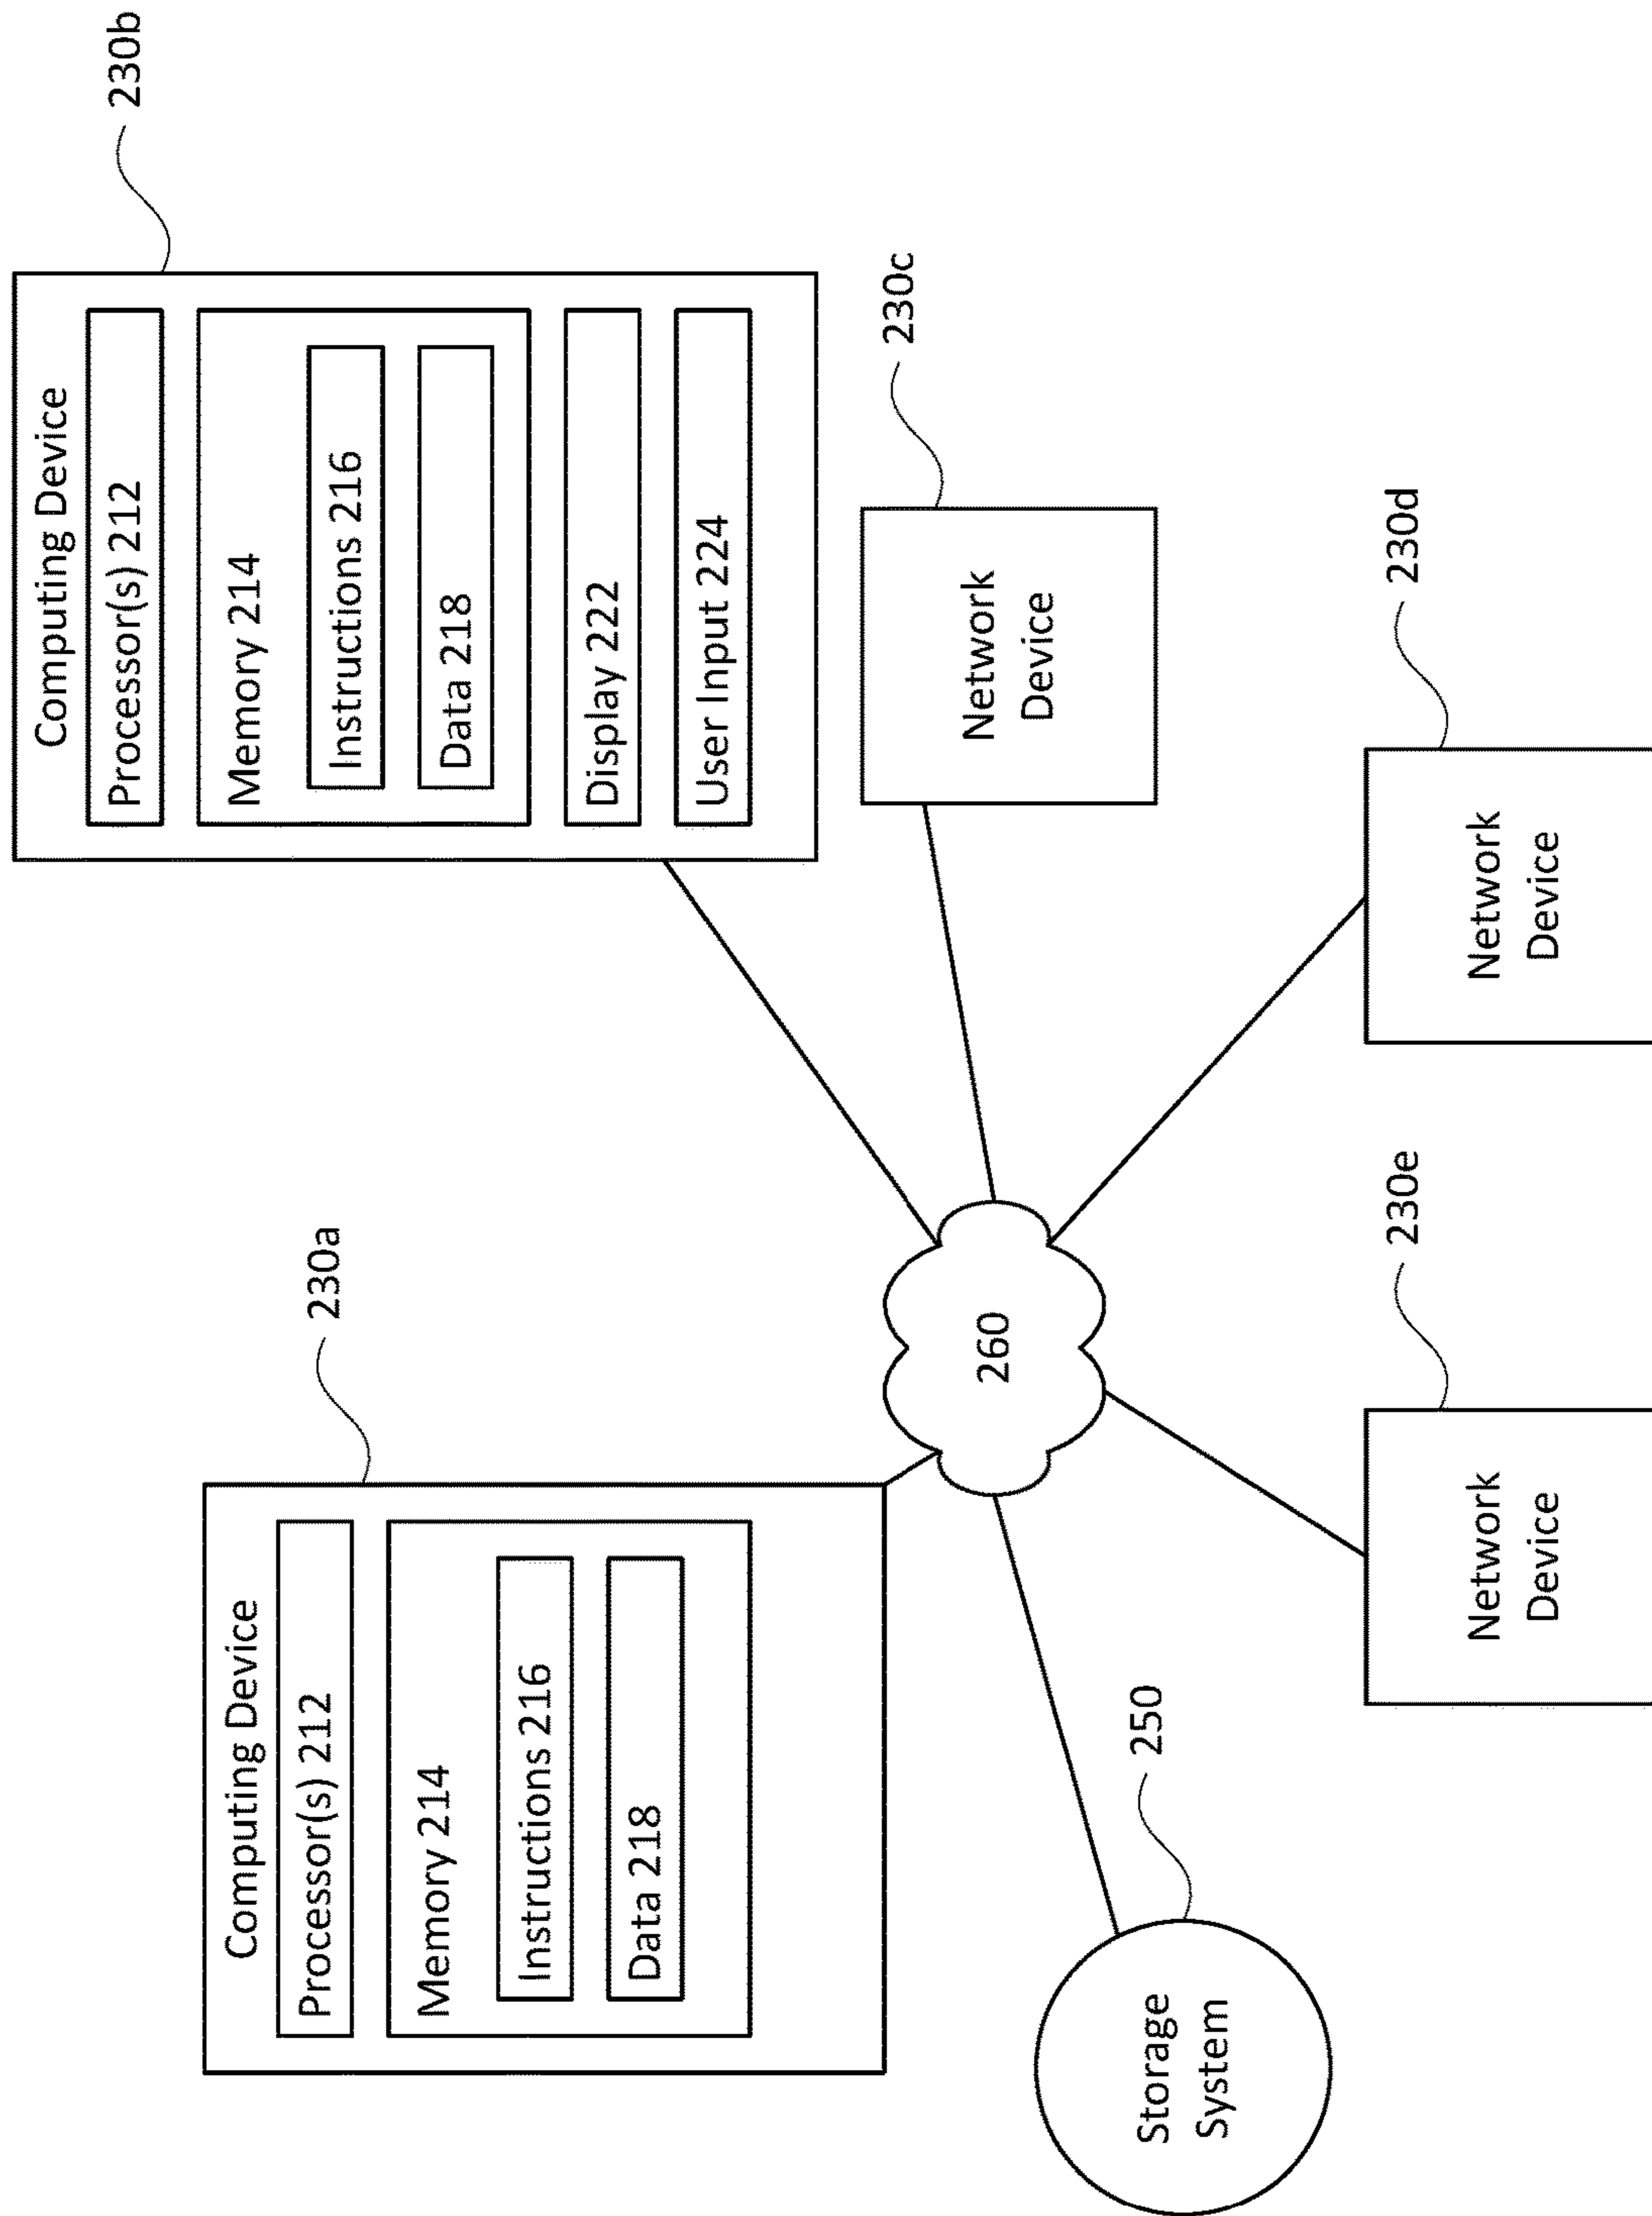 230a
Computing Device
Processor(s) 212
Memory 214
Instructions 216
Data 218
230b
Computing Device
Processor(s) 212
Memory 214
Instructions 216
Data 218
Display 222
User Input 224
260
230c
Network
Device
250
Storage
System
230e
Network
Device
230d
Network
Device